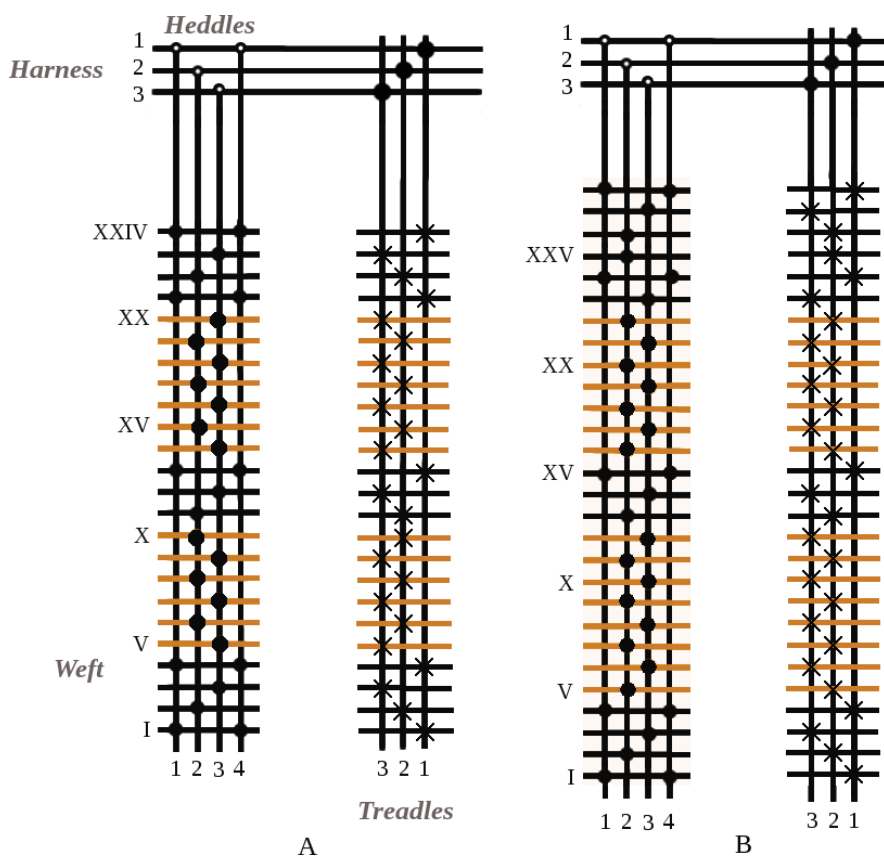 Heddles
Harness
1
2
3
XXIV
XX
XV
X
V
Weft
I
1 2 3 4
3 2 1
Treadles
A
1
2
3
XXV
XX
XV
X
V
I
1 2 3 4
3 2 1
B